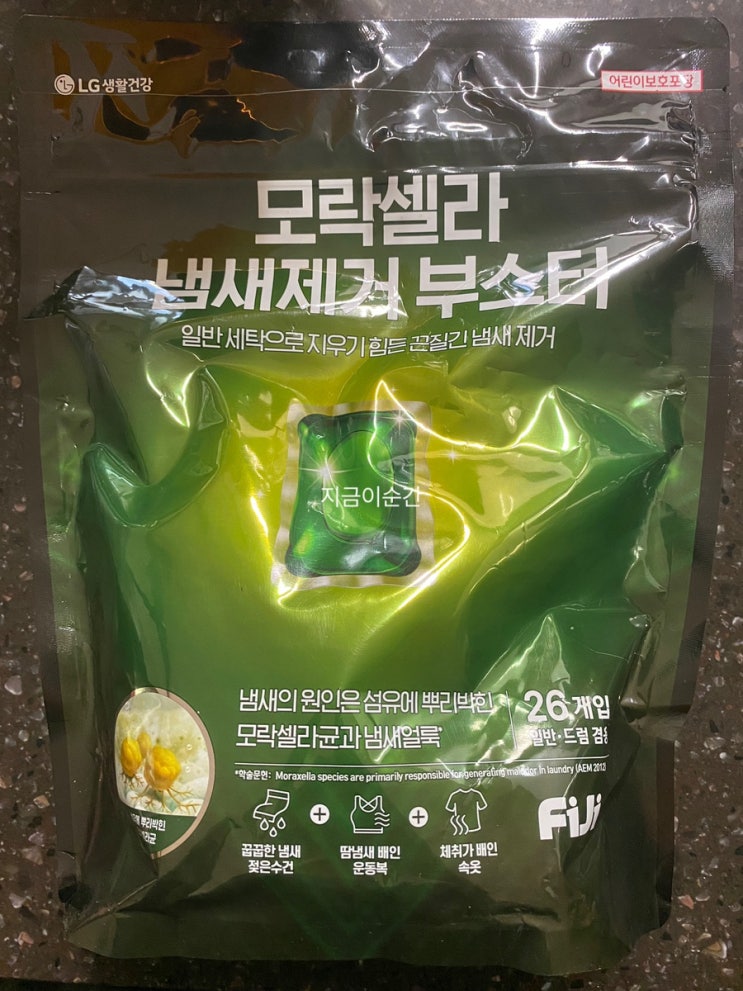 LG생활건강
어린이보호포장
모락셀라
냄새제거 부스터
일반 세탁으로 지우기 힘든 끈질긴 냄새 제거
지금이순간
냄새의 원인은 섬유에 뿌리박힌
모락셀라균과 냄새얼룩*
26개입
일반·드럼 겸용
*학술문헌: Moraxella species are primarily responsible for generating malodor in laundry (AEM 2012)
뿌리박힌
꿉꿉한 냄새
젖은수건
+
땀냄새 배인
운동복
+
체취가 배인
속옷
FiJi